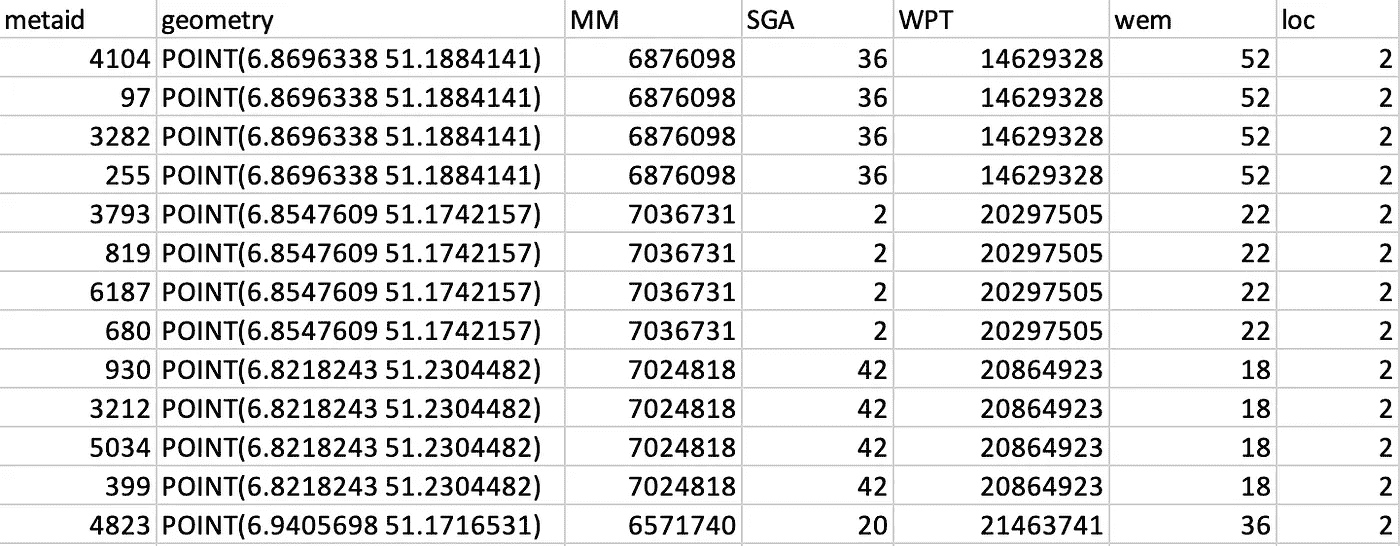 metaid geometry MM SGA WPT wem loc
4104 POINT(6.8696338 51.1884141) 6876098 36 14629328 52 2
97 POINT(6.8696338 51.1884141) 6876098 36 14629328 52 2
3282 POINT(6.8696338 51.1884141) 6876098 36 14629328 52 2
255 POINT(6.8696338 51.1884141) 6876098 36 14629328 52 2
3793 POINT(6.8547609 51.1742157) 7036731 2 20297505 22 2
819 POINT(6.8547609 51.1742157) 7036731 2 20297505 22 2
6187 POINT(6.8547609 51.1742157) 7036731 2 20297505 22 2
680 POINT(6.8547609 51.1742157) 7036731 2 20297505 22 2
930 POINT(6.8218243 51.2304482) 7024818 42 20864923 18 2
3212 POINT(6.8218243 51.2304482) 7024818 42 20864923 18 2
5034 POINT(6.8218243 51.2304482) 7024818 42 20864923 18 2
399 POINT(6.8218243 51.2304482) 7024818 42 20864923 18 2
4823 POINT(6.9405698 51.1716531) 6571740 20 21463741 36 2